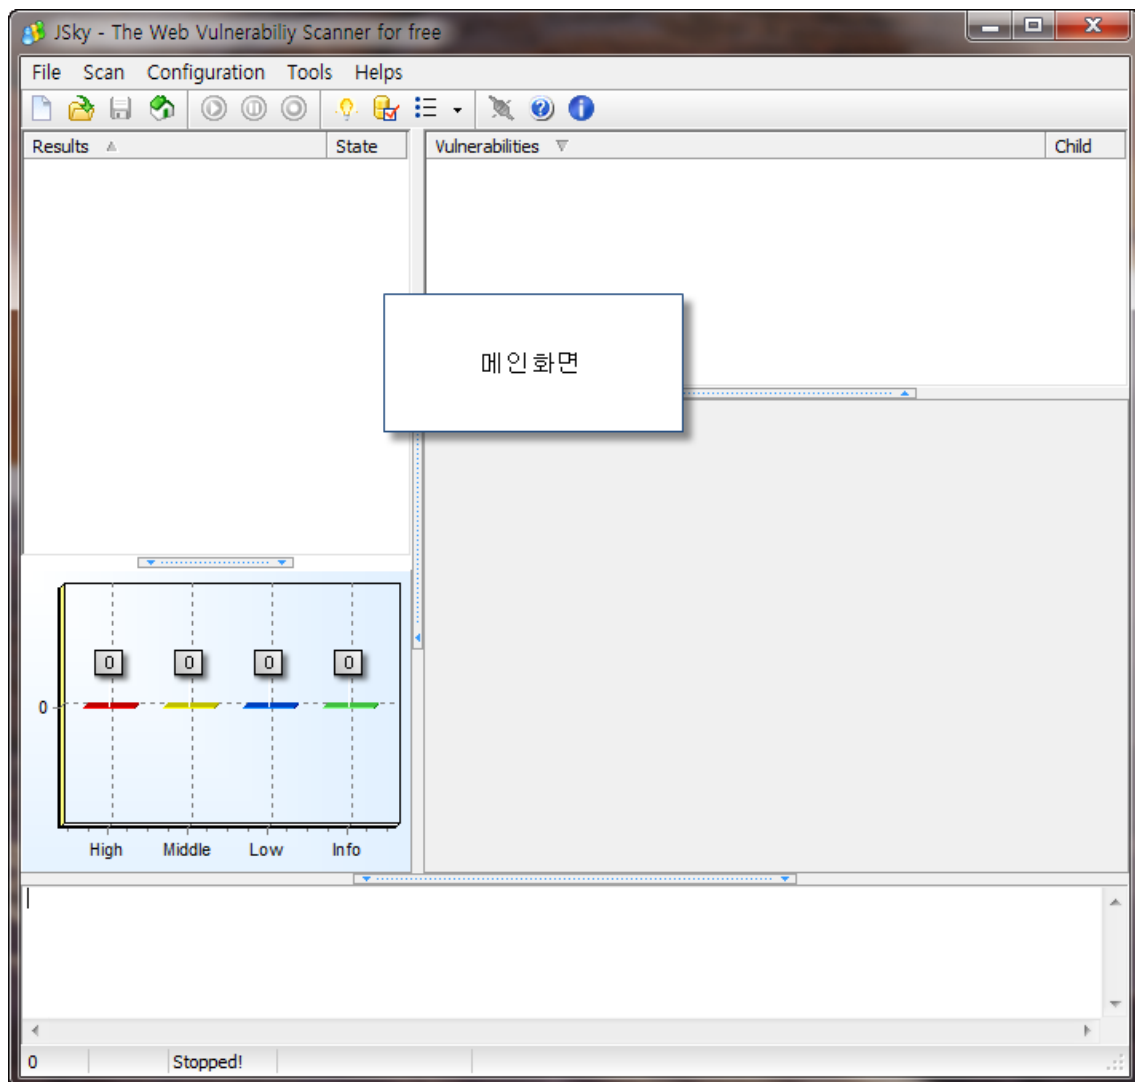 JSky - The Web Vulnerabiliy Scanner for free
File Scan Configuration Tools Helps
Results State
Vulnerabilities Child
메인화면
0 0 0 0
0
High Middle Low Info
0 Stopped!